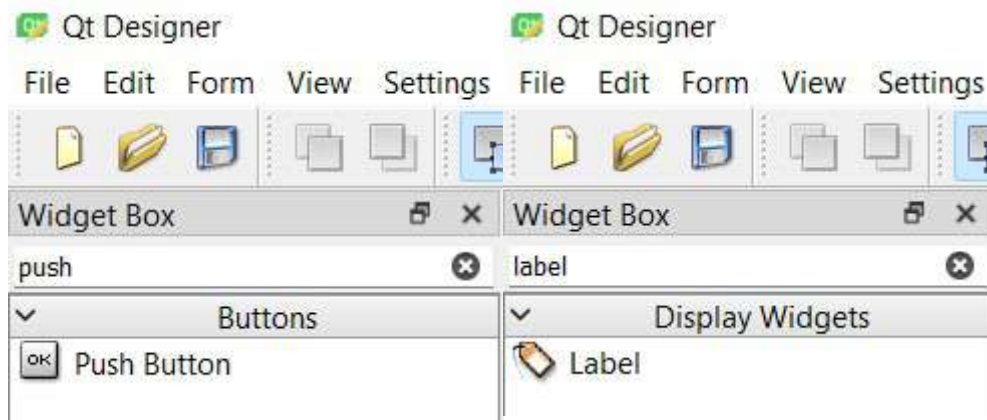 Qt Designer
File Edit Form View Settings
Widget Box
push
Buttons
OK Push Button
Qt Designer
File Edit Form View Settings
Widget Box
label
Display Widgets
Label